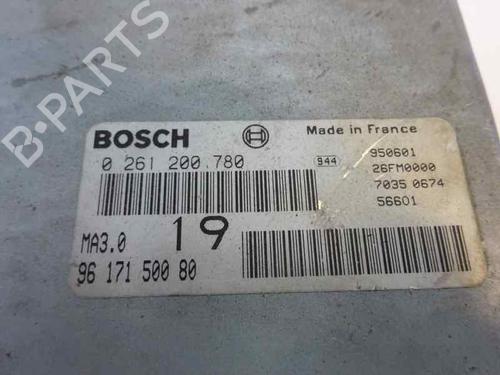 B-PARTS
BOSCH
Made in France
0 261 200.780
944
950601
26FM0000
7035 0674
56601
MA3.0
19
96 171 500 80